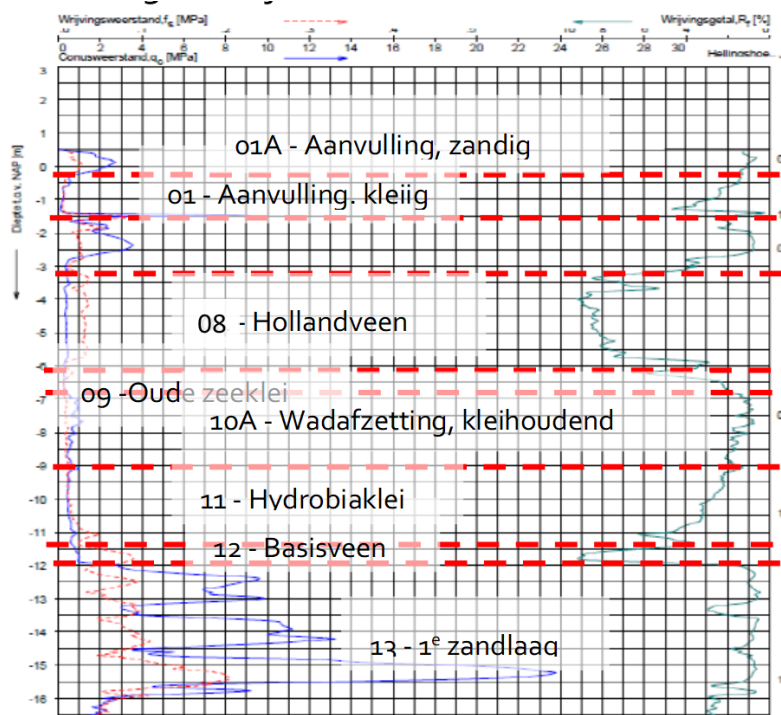 Wrijvingsweerstand,fs [MPa] Wrijvingsgetal,Rf [%]
0 2 4 6 8 10 12 14 16 18 20 22 24 26 28 30
Conusweerstand,qc [MPa]
Diepte t.o.v. NAP [m]
3
2
1
0
-1
-2
-3
-4
-5
-6
-7
-8
-9
-10
-11
-12
-13
-14
-15
-16
01A - Aanvulling, zandig
01 - Aanvulling. kleiig
08 - Hollandveen
09 -Oude zeeklei
10A - Wadafzetting, kleihoudend
11 - Hydrobiaklei
12 - Basisveen
13 - 1e zandlaag